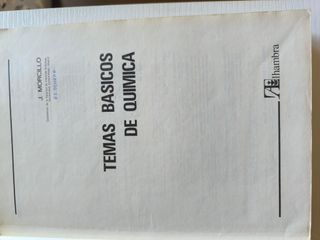 J. MORCILLO
TEMAS BASICOS
DE QUIMICA
Alhambra